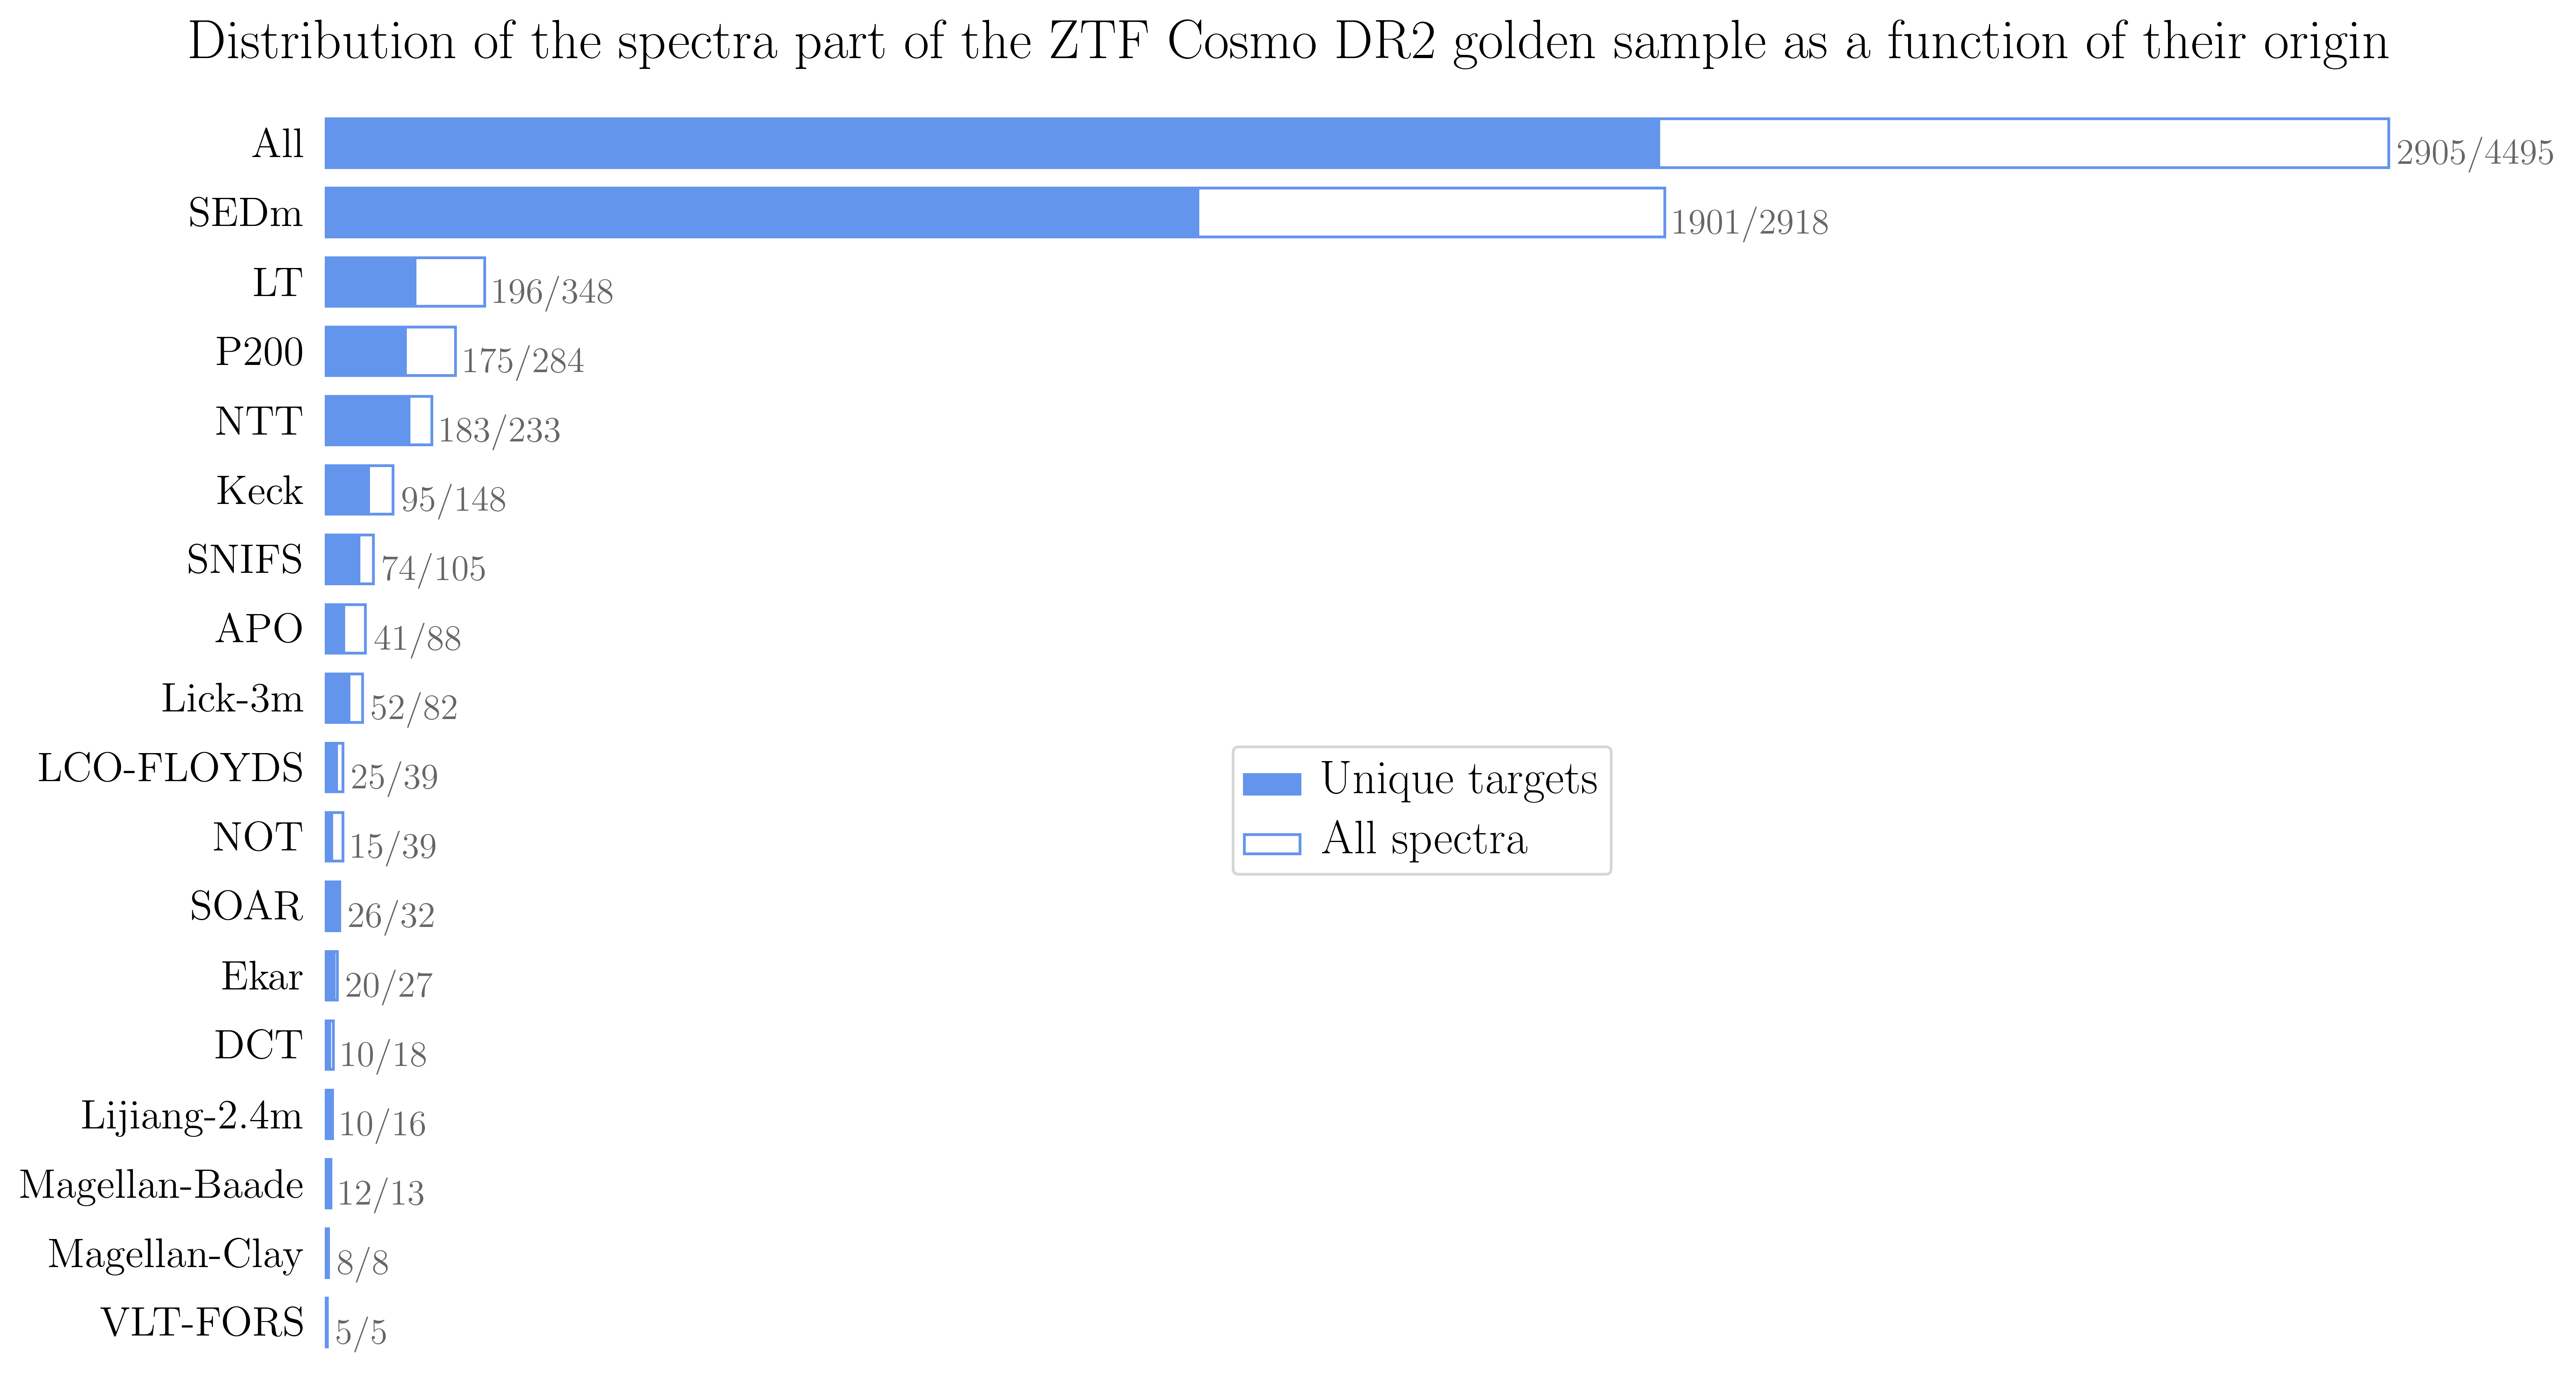 Distribution of the spectra part of the ZTF Cosmo DR2 golden sample as a function of their origin
All 2905/4495
SEDm 1901/2918
LT 196/348
P200 175/284
NTT 183/233
Keck 95/148
SNIFS 74/105
APO 41/88
Lick-3m 52/82
LCO-FLOYDS 25/39
Unique targets
NOT 15/39
All spectra
SOAR 26/32
Ekar 20/27
DCT 10/18
Lijiang-2.4m 10/16
Magellan-Baade 12/13
Magellan-Clay 8/8
VLT-FORS 5/5